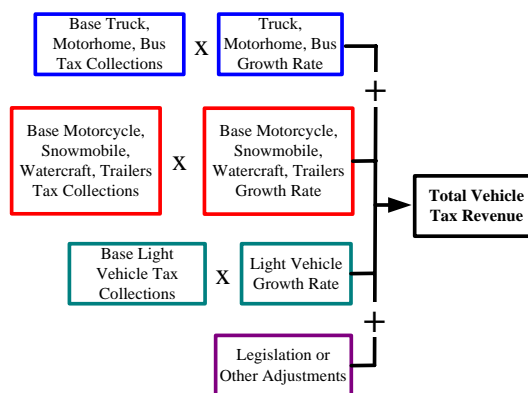 Base Truck,
Motorhome, Bus
Tax Collections
X
Truck,
Motorhome, Bus
Growth Rate
+
Base Motorcycle,
Snowmobile,
Watercraft, Trailers
Tax Collections
X
Base Motorcycle,
Snowmobile,
Watercraft, Trailers
Growth Rate
Total Vehicle
Tax Revenue
Base Light
Vehicle Tax
Collections
X
Light Vehicle
Growth Rate
+
Legislation or
Other Adjustments